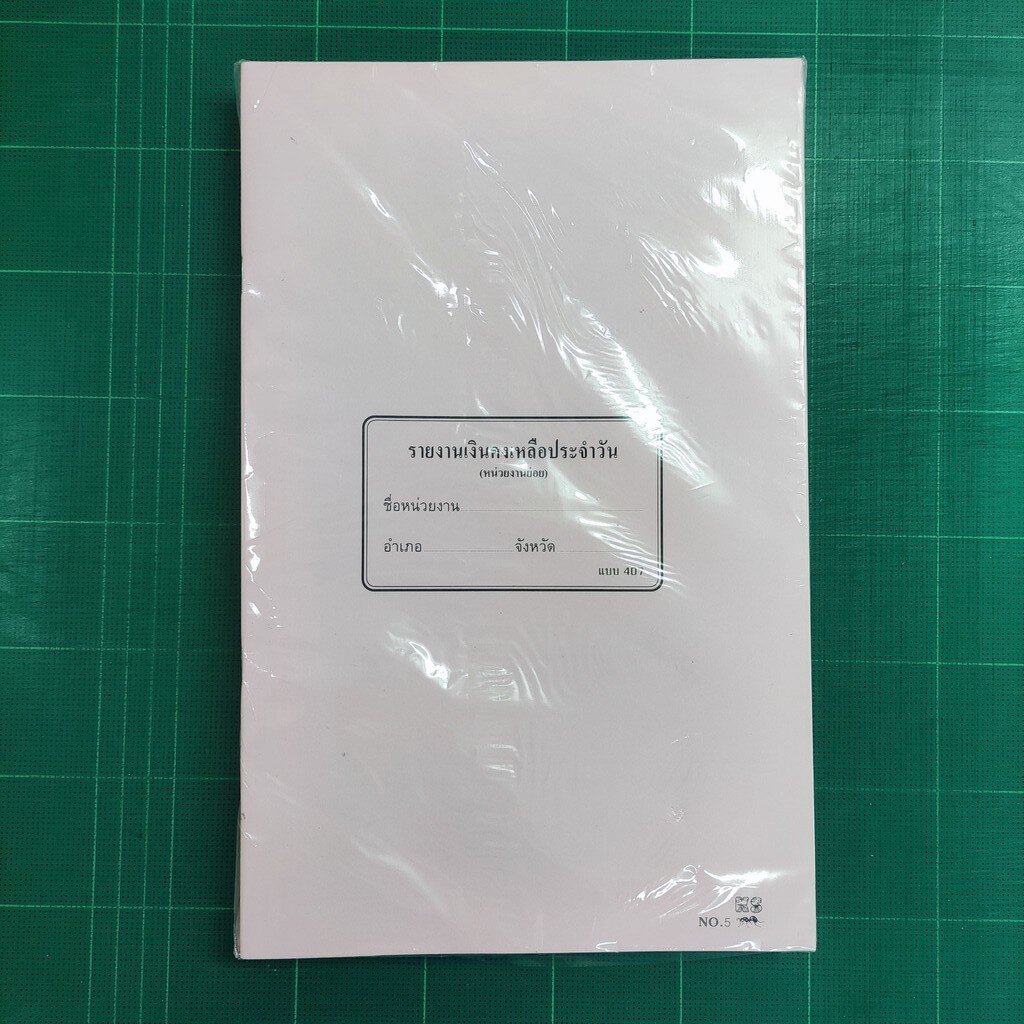 รายงานเงินคงเหลือประจำวัน
(หน่วยงานย่อย)
ชื่อหน่วยงาน
อำเภอ จังหวัด
แบบ 407
NO.5